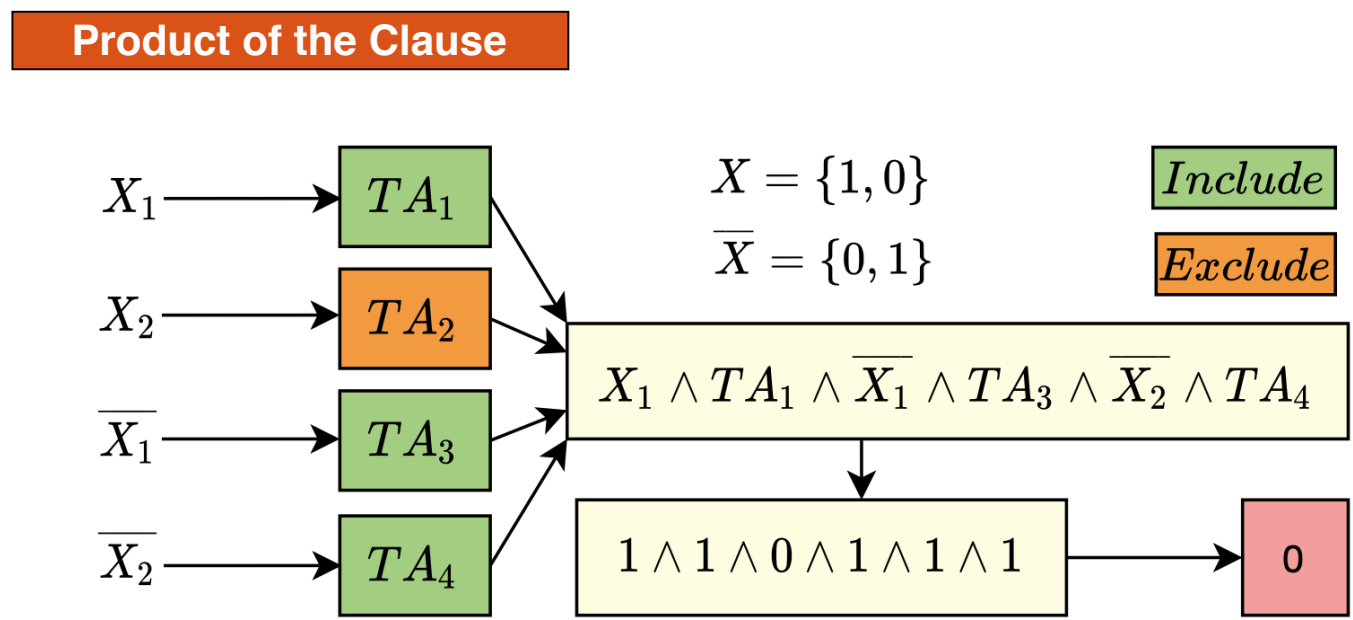 Product of the Clause
X₁ TA₁ X = {1, 0} Include
X̅ = {0, 1} Exclude
X₂ TA₂
X₁ ∧ TA₁ ∧ X̅₁ ∧ TA₃ ∧ X̅₂ ∧ TA₄
X̅₁ TA₃
X̅₂ TA₄ 1 ∧ 1 ∧ 0 ∧ 1 ∧ 1 ∧ 1 0